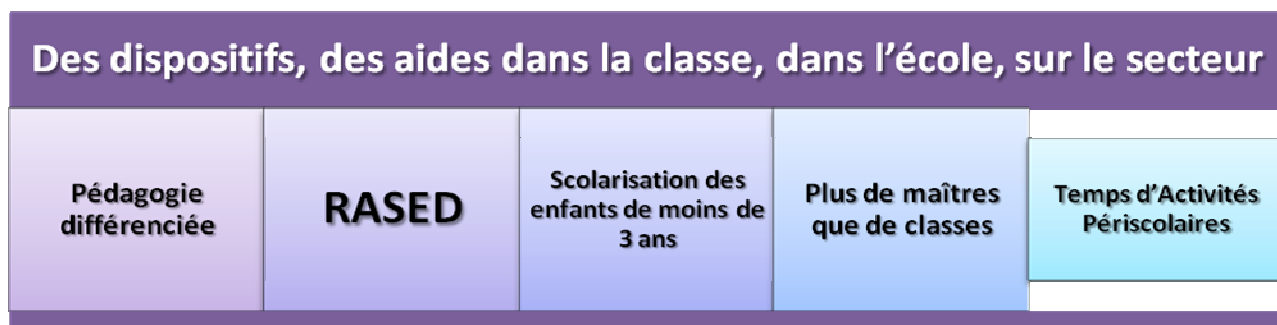 Des dispositifs, des aides dans la classe, dans l’école, sur le secteur
Pédagogie
différenciée
RASED
Scolarisation des
enfants de moins de
3 ans
Plus de maîtres
que de classes
Temps d’Activités
Périscolaires